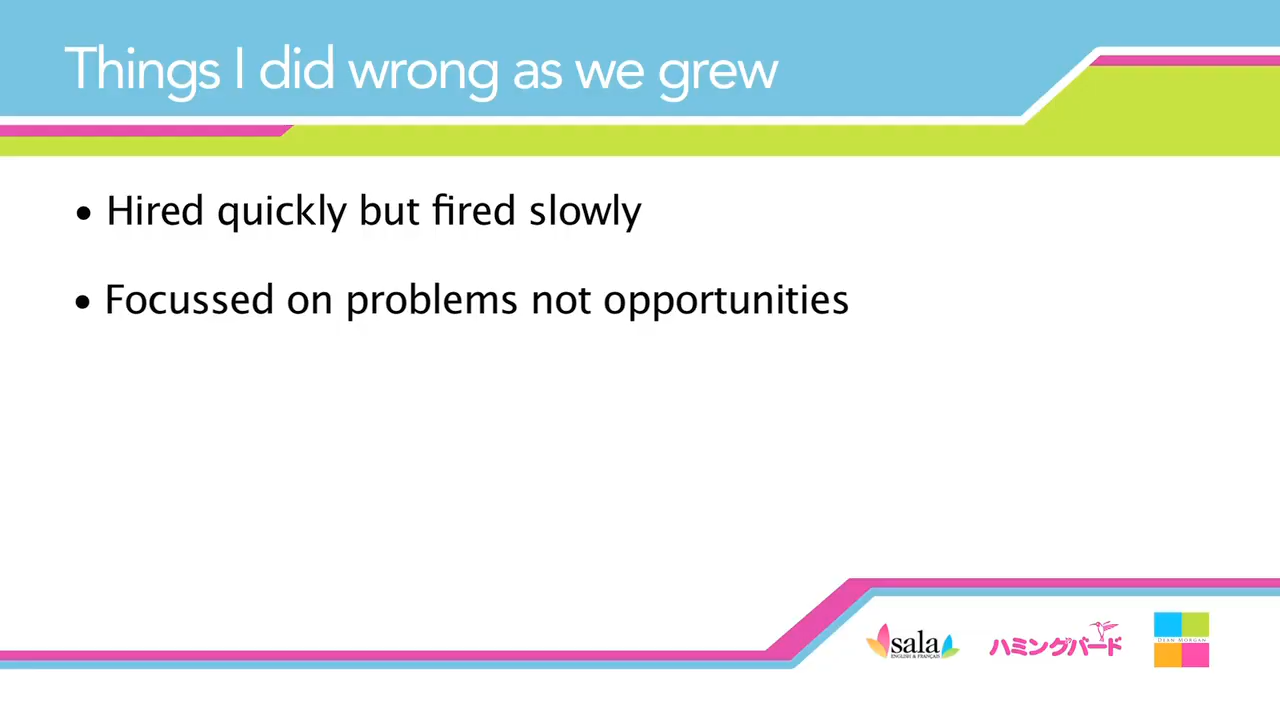 Things I did wrong as we grew
• Hired quickly but fired slowly
• Focussed on problems not opportunities
sala
ENGLISH & FRANÇAIS
ハミングバード
DEAN MORGAN